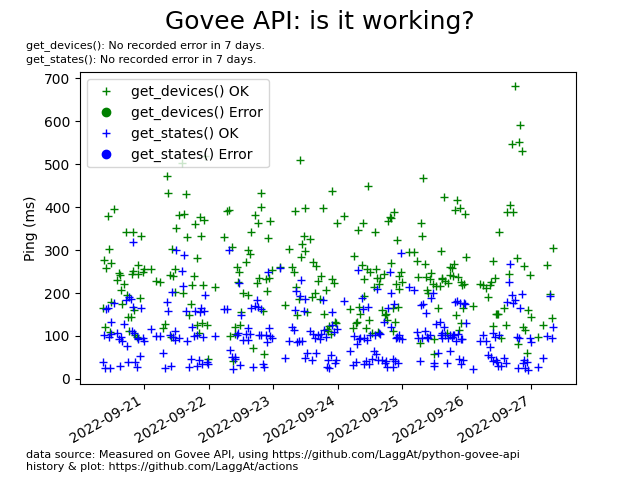 Govee API: is it working?
get_devices(): No recorded error in 7 days.
get_states(): No recorded error in 7 days.
get_devices() OK
get_devices() Error
get_states() OK
get_states() Error
Ping (ms)
700
600
500
400
300
200
100
0
2022-09-21
2022-09-22
2022-09-23
2022-09-24
2022-09-25
2022-09-26
2022-09-27
data source: Measured on Govee API, using https://github.com/LaggAt/python-govee-api
history & plot: https://github.com/LaggAt/actions